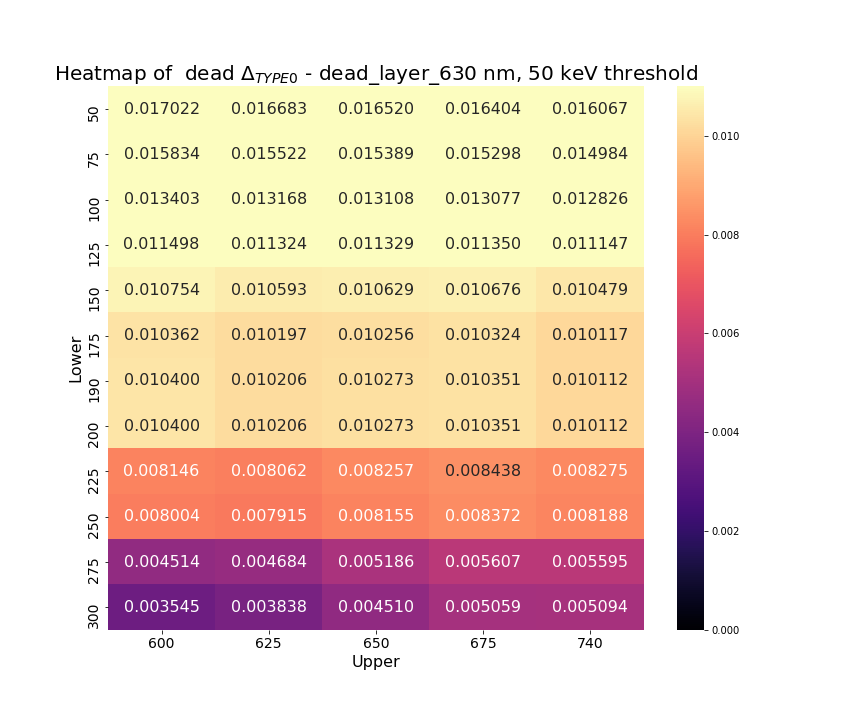 Heatmap of dead Δ_TYPE0 - dead_layer_630 nm, 50 keV threshold
50 0.017022 0.016683 0.016520 0.016404 0.016067
75 0.015834 0.015522 0.015389 0.015298 0.014984
100 0.013403 0.013168 0.013108 0.013077 0.012826
125 0.011498 0.011324 0.011329 0.011350 0.011147
150 0.010754 0.010593 0.010629 0.010676 0.010479
175 0.010362 0.010197 0.010256 0.010324 0.010117
190 0.010400 0.010206 0.010273 0.010351 0.010112
200 0.010400 0.010206 0.010273 0.010351 0.010112
225 0.008146 0.008062 0.008257 0.008438 0.008275
250 0.008004 0.007915 0.008155 0.008372 0.008188
275 0.004514 0.004684 0.005186 0.005607 0.005595
300 0.003545 0.003838 0.004510 0.005059 0.005094
600 625 650 675 740
Upper
Lower
0.010
0.008
0.006
0.004
0.002
0.000